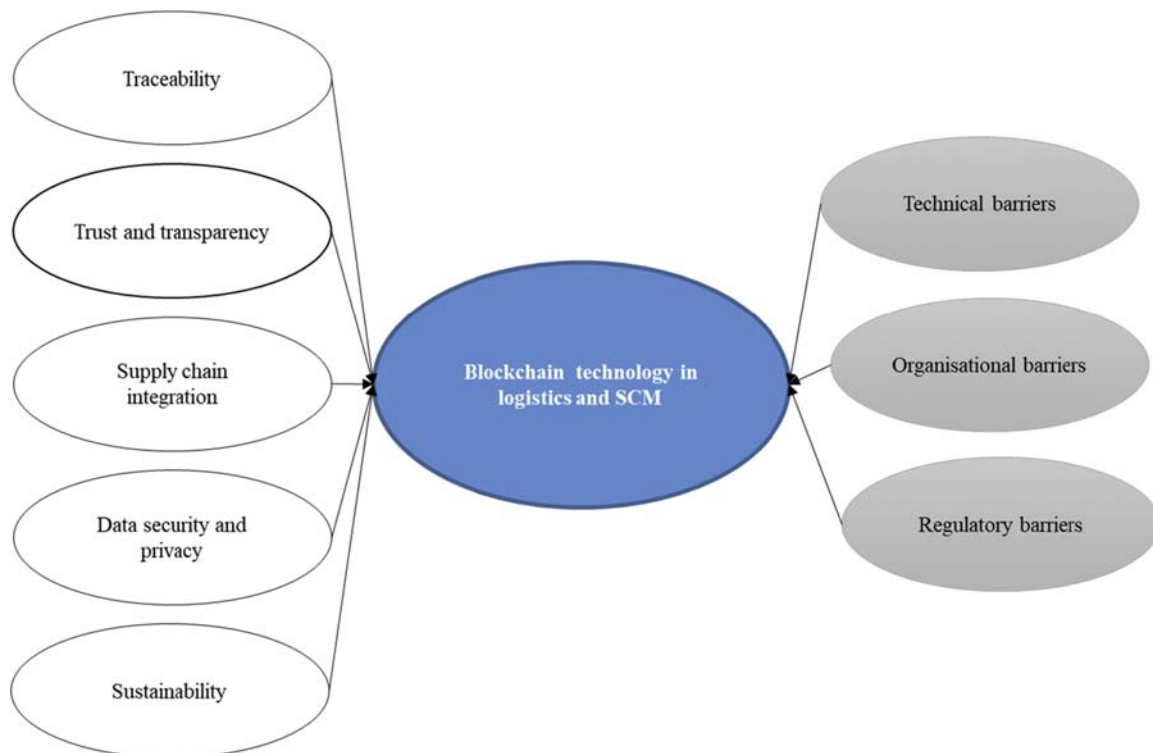 Traceability
Trust and transparency
Supply chain
integration
Data security and
privacy
Sustainability
Blockchain technology in
logistics and SCM
Technical barriers
Organisational barriers
Regulatory barriers